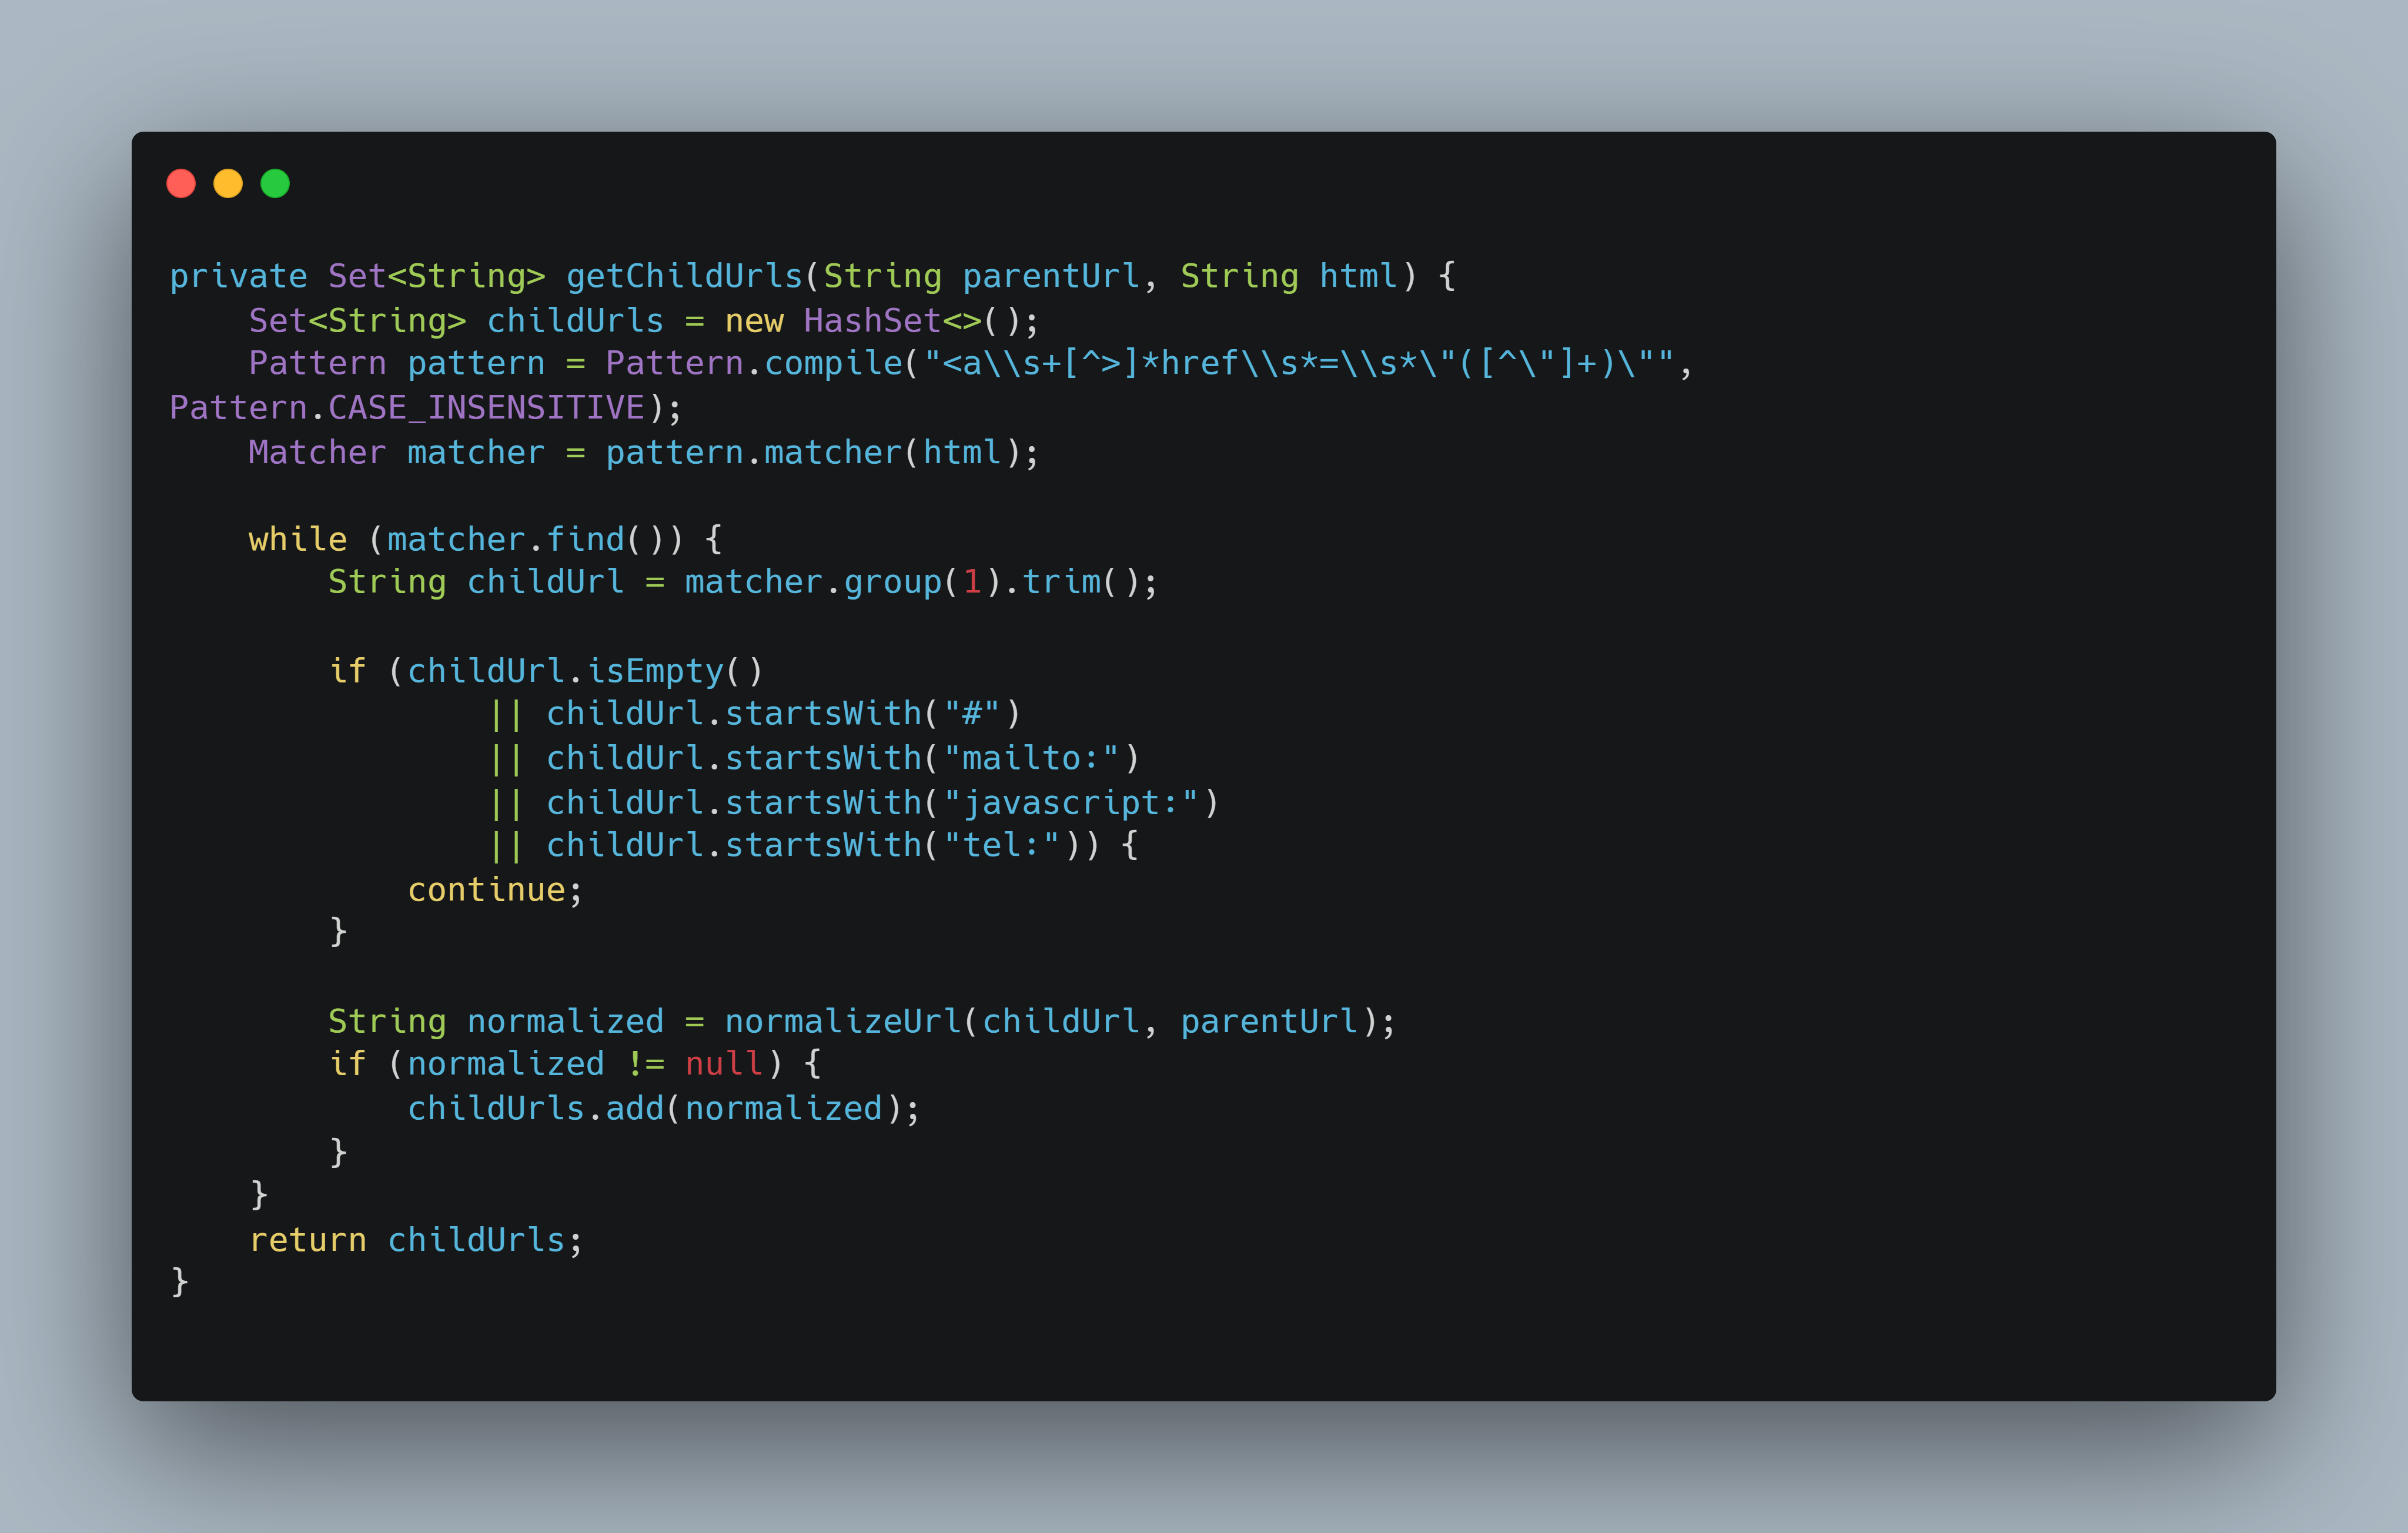 private Set<String> getChildUrls(String parentUrl, String html) {
    Set<String> childUrls = new HashSet<>();
    Pattern pattern = Pattern.compile("<a\\s+[^>]*href\\s*=\\s*\"([^\"]+)\"",
Pattern.CASE_INSENSITIVE);
    Matcher matcher = pattern.matcher(html);

    while (matcher.find()) {
        String childUrl = matcher.group(1).trim();

        if (childUrl.isEmpty()
                || childUrl.startsWith("#")
                || childUrl.startsWith("mailto:")
                || childUrl.startsWith("javascript:")
                || childUrl.startsWith("tel:")) {
            continue;
        }

        String normalized = normalizeUrl(childUrl, parentUrl);
        if (normalized != null) {
            childUrls.add(normalized);
        }
    }
    return childUrls;
}